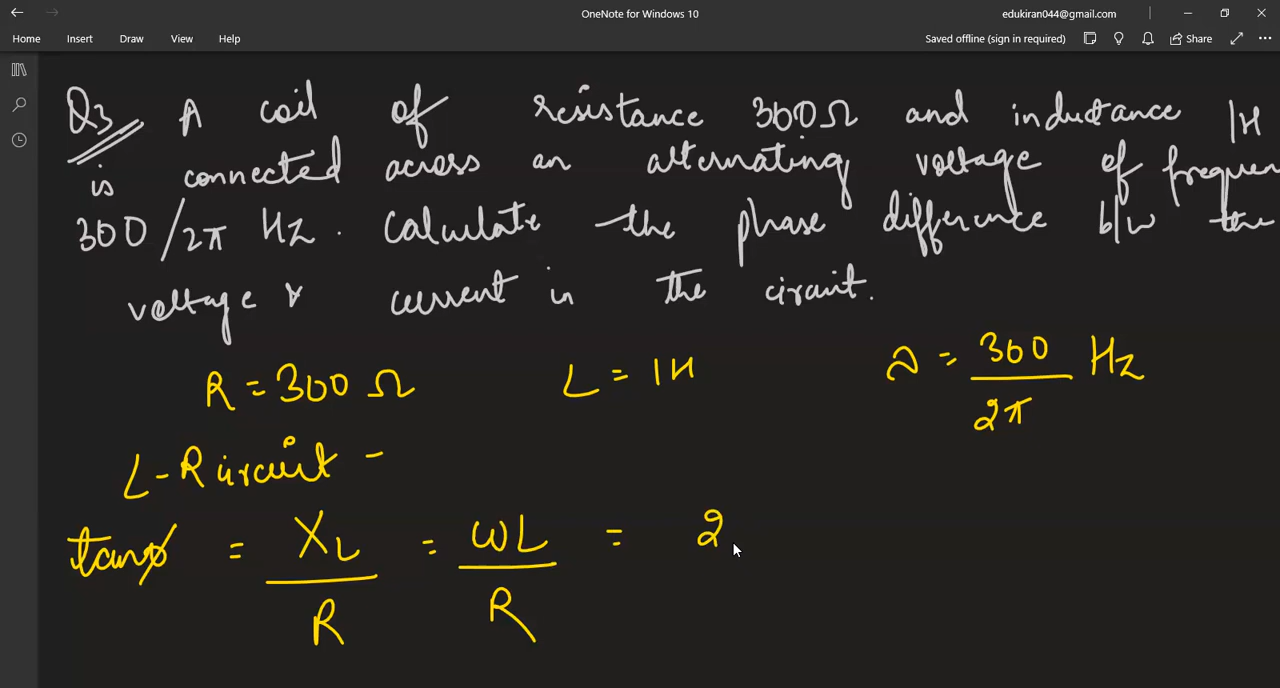 OneNote for Windows 10
edukiran044@gmail.com
Home Insert Draw View Help
Saved offline (sign in required) Share
Q3 A coil of resistance 300Ω and inductance 1H
is connected across an alternating voltage of frequen
300/2π Hz. Calculate the phase difference b/w the
voltage & current in the circuit.
R = 300 Ω L = 1H ν = 300/2π Hz
L-R circuit -
tanφ = X_L/R = ωL/R = 2